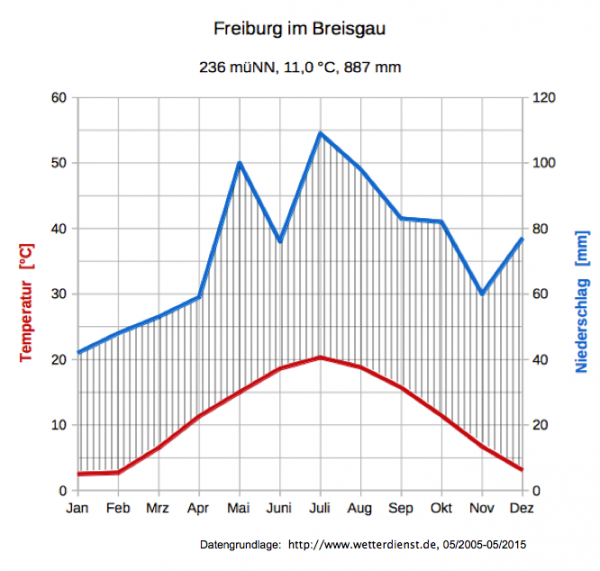 Freiburg im Breisgau
236 müNN, 11,0 °C, 887 mm
60
50
40
30
20
10
0
Temperatur [°C]
120
100
80
60
40
20
0
Niederschlag [mm]
Jan Feb Mrz Apr Mai Juni Juli Aug Sep Okt Nov Dez
Datengrundlage: http://www.wetterdienst.de, 05/2005-05/2015